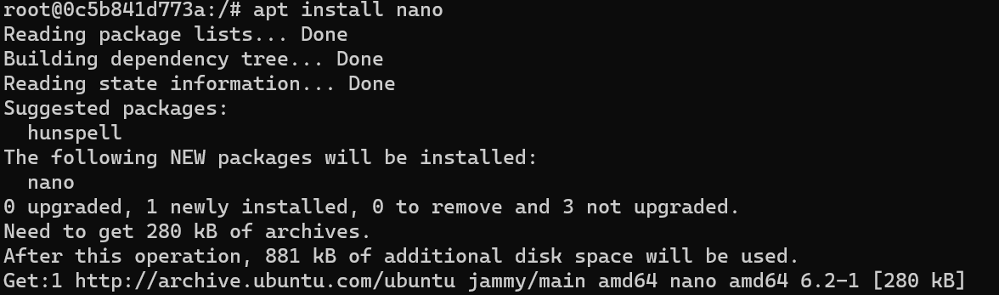 root@0c5b841d773a:/# apt install nano
Reading package lists... Done
Building dependency tree... Done
Reading state information... Done
Suggested packages:
  hunspell
The following NEW packages will be installed:
  nano
0 upgraded, 1 newly installed, 0 to remove and 3 not upgraded.
Need to get 280 kB of archives.
After this operation, 881 kB of additional disk space will be used.
Get:1 http://archive.ubuntu.com/ubuntu jammy/main amd64 nano amd64 6.2-1 [280 kB]